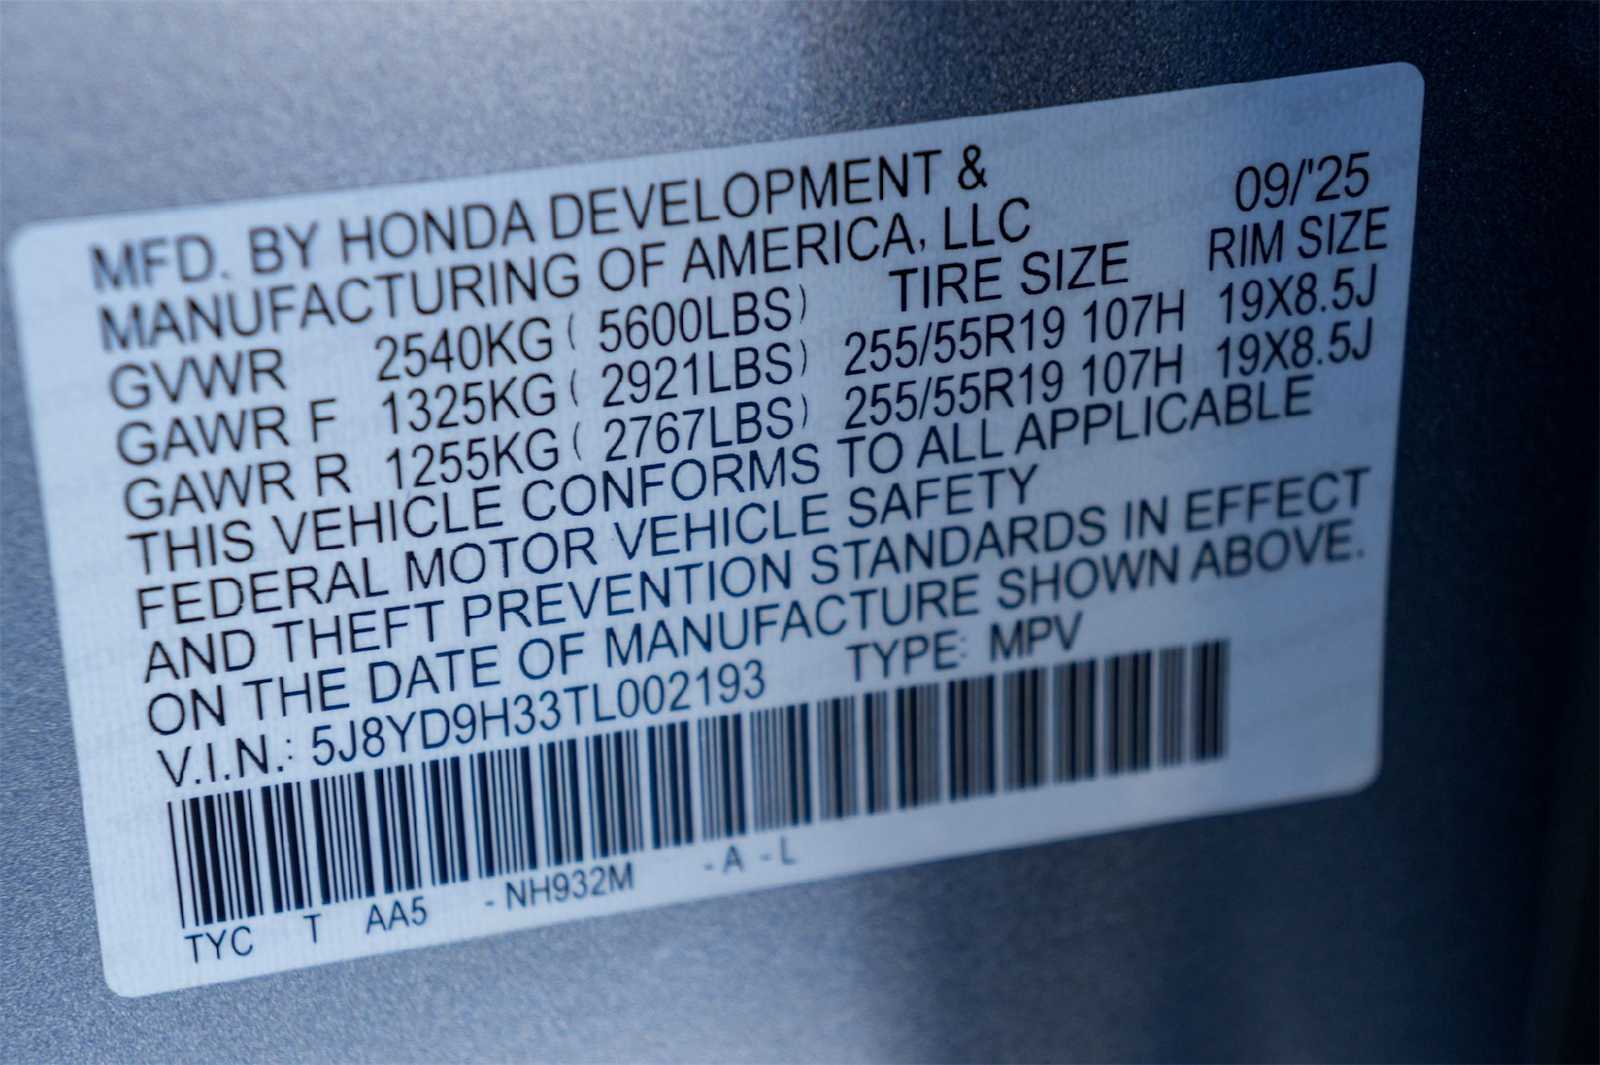 MFD. BY HONDA DEVELOPMENT &
MANUFACTURING OF AMERICA, LLC 09/'25
TIRE SIZE RIM SIZE
GVWR 2540KG ( 5600LBS)
GAWR F 1325KG ( 2921LBS) 255/55R19 107H 19X8.5J
GAWR R 1255KG ( 2767LBS) 255/55R19 107H 19X8.5J
THIS VEHICLE CONFORMS TO ALL APPLICABLE
FEDERAL MOTOR VEHICLE SAFETY
AND THEFT PREVENTION STANDARDS IN EFFECT
ON THE DATE OF MANUFACTURE SHOWN ABOVE.
V.I.N.: 5J8YD9H33TL002193 TYPE: MPV
TYC T AA5 -NH932M -A -L